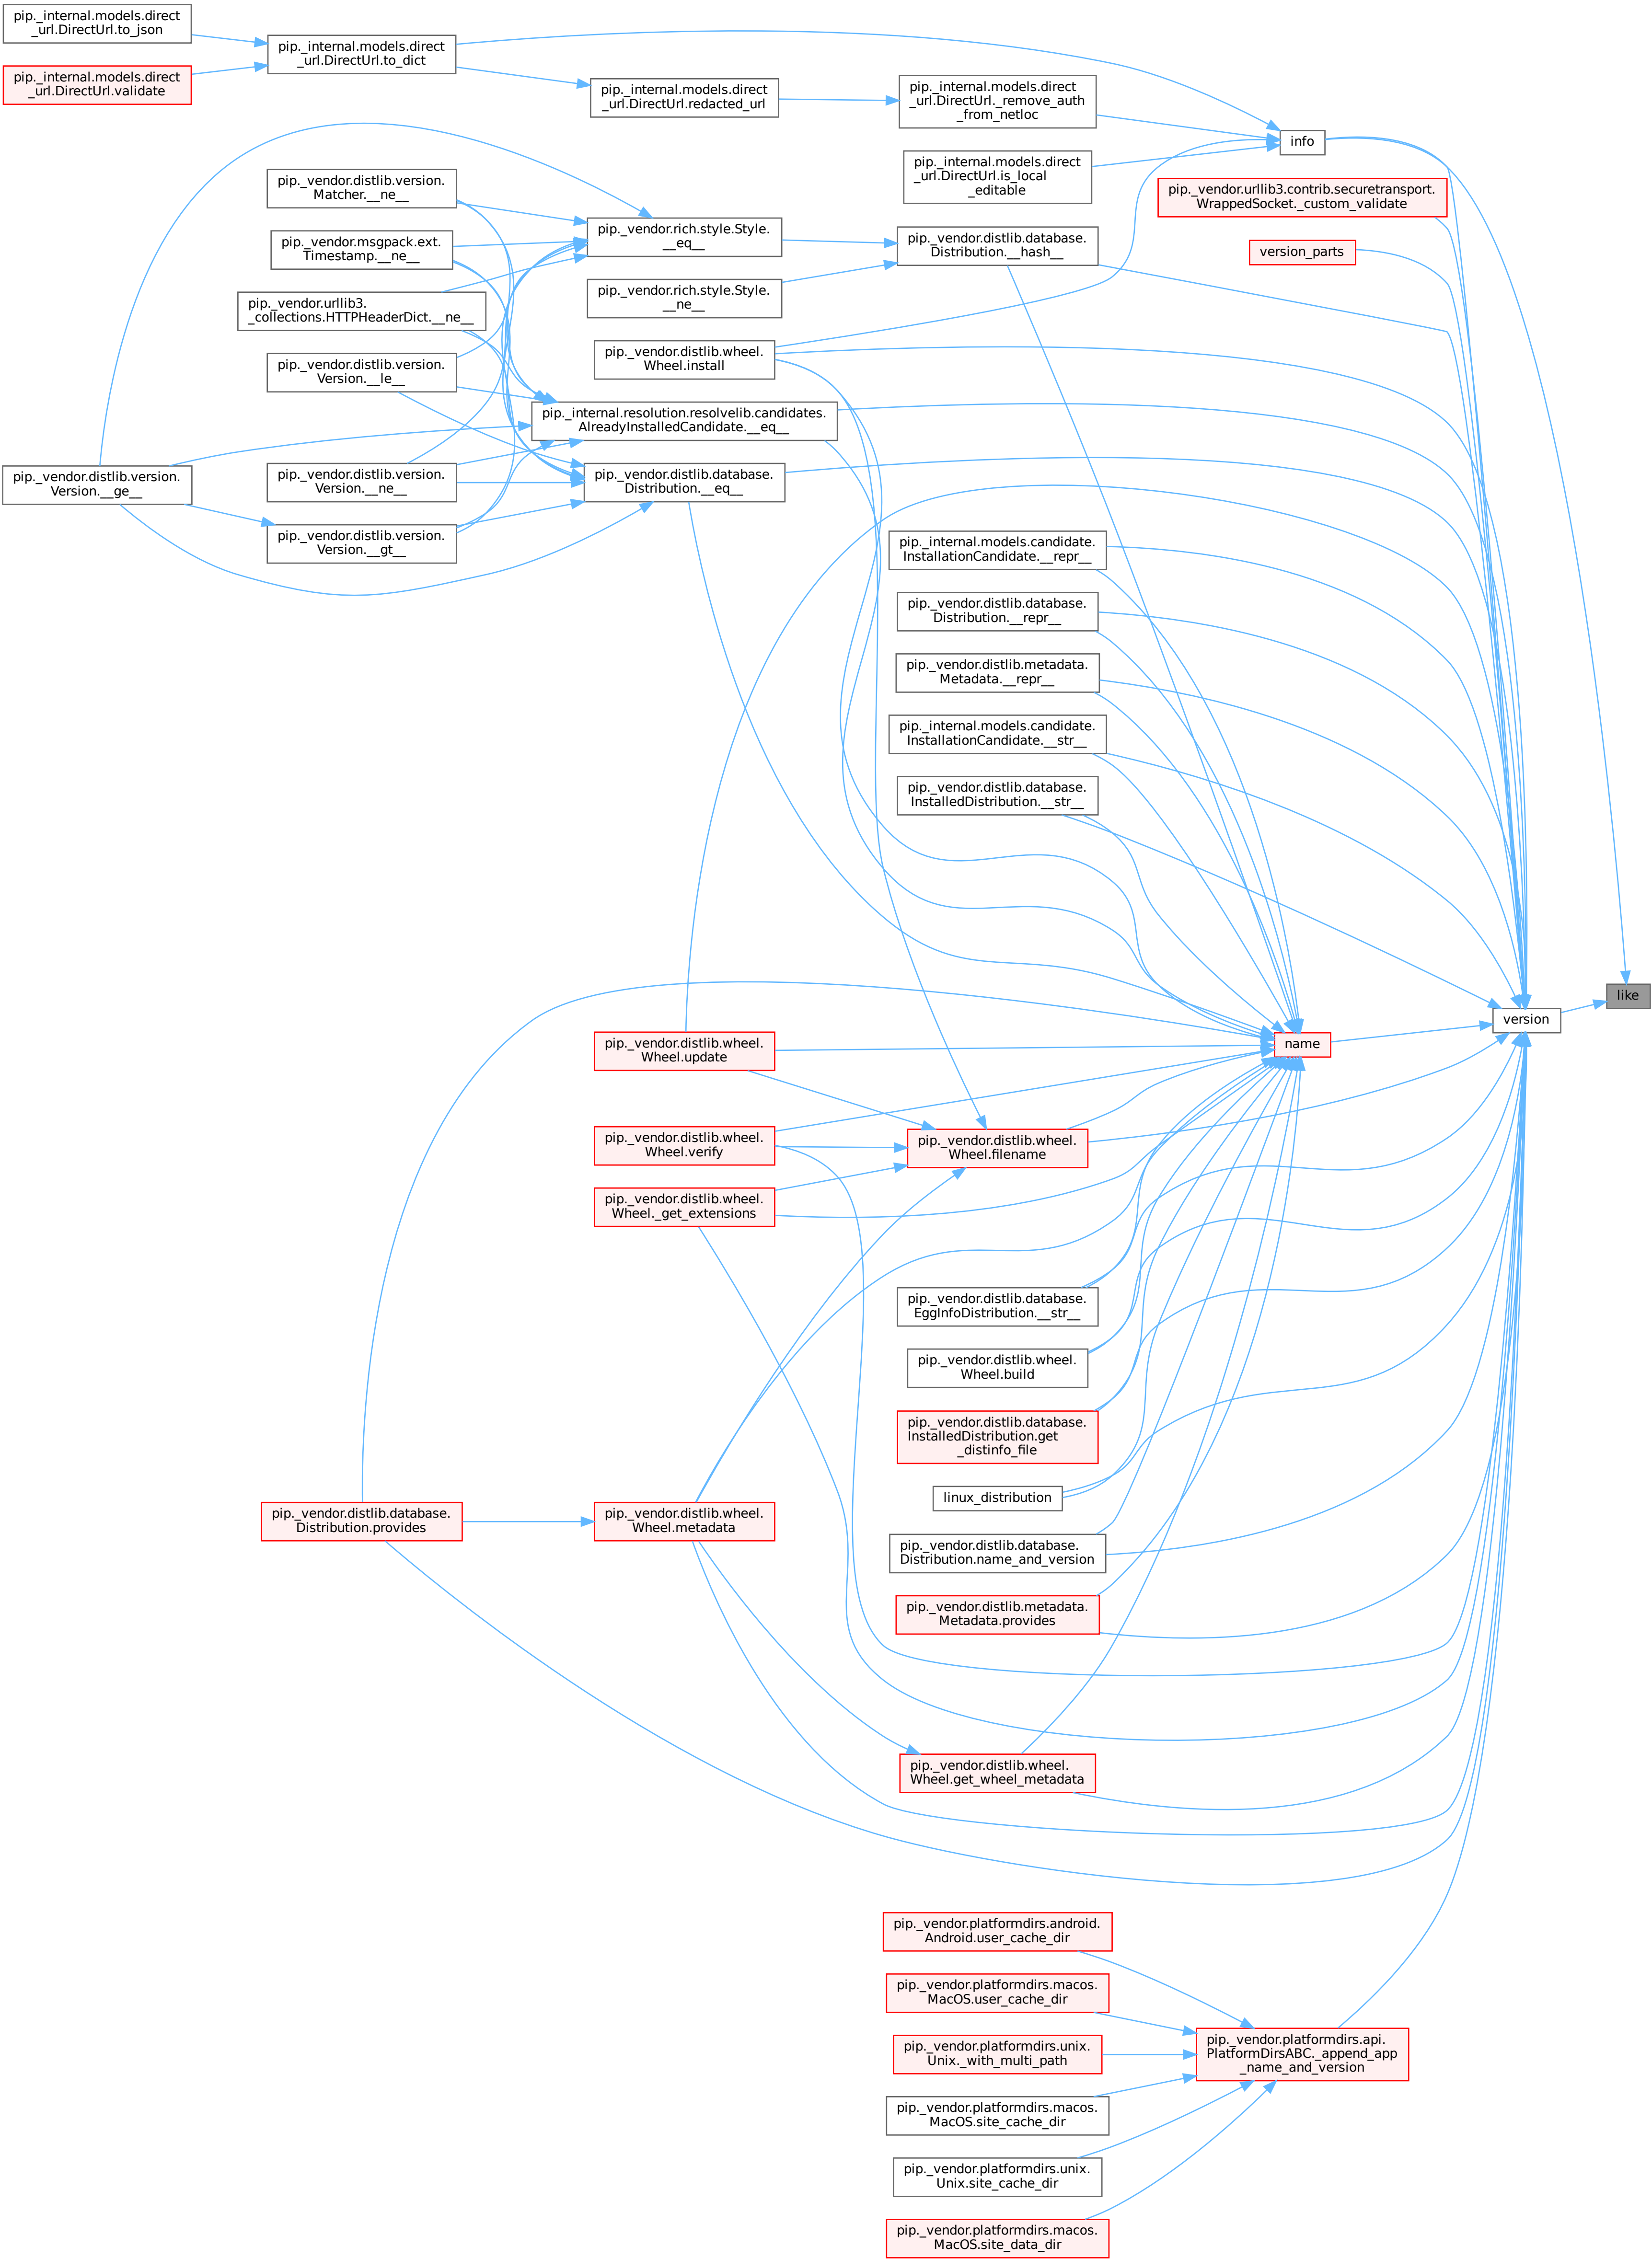 pip._internal.models.direct
_url.DirectUrl.to_json
pip._internal.models.direct
_url.DirectUrl.validate
pip._internal.models.direct
_url.DirectUrl.to_dict
pip._internal.models.direct
_url.DirectUrl.redacted_url
pip._internal.models.direct
_url.DirectUrl._remove_auth
_from_netloc
info
pip._internal.models.direct
_url.DirectUrl.is_local
_editable
pip._vendor.urllib3.contrib.securetransport.
WrappedSocket._custom_validate
version_parts
pip._vendor.distlib.version.
Matcher.__ne__
pip._vendor.msgpack.ext.
Timestamp.__ne__
pip._vendor.urllib3.
_collections.HTTPHeaderDict.__ne__
pip._vendor.distlib.version.
Version.__le__
pip._vendor.distlib.version.
Version.__ge__
pip._vendor.distlib.version.
Version.__ne__
pip._vendor.distlib.version.
Version.__gt__
pip._vendor.rich.style.Style.
__eq__
pip._vendor.rich.style.Style.
__ne__
pip._vendor.distlib.database.
Distribution.__hash__
pip._vendor.distlib.wheel.
Wheel.install
pip._internal.resolution.resolvelib.candidates.
AlreadyInstalledCandidate.__eq__
pip._vendor.distlib.database.
Distribution.__eq__
pip._internal.models.candidate.
InstallationCandidate.__repr__
pip._vendor.distlib.database.
Distribution.__repr__
pip._vendor.distlib.metadata.
Metadata.__repr__
pip._internal.models.candidate.
InstallationCandidate.__str__
pip._vendor.distlib.database.
InstalledDistribution.__str__
like
version
name
pip._vendor.distlib.wheel.
Wheel.update
pip._vendor.distlib.wheel.
Wheel.verify
pip._vendor.distlib.wheel.
Wheel.filename
pip._vendor.distlib.wheel.
Wheel._get_extensions
pip._vendor.distlib.database.
EggInfoDistribution.__str__
pip._vendor.distlib.wheel.
Wheel.build
pip._vendor.distlib.database.
InstalledDistribution.get
_distinfo_file
linux_distribution
pip._vendor.distlib.database.
Distribution.provides
pip._vendor.distlib.wheel.
Wheel.metadata
pip._vendor.distlib.database.
Distribution.name_and_version
pip._vendor.distlib.metadata.
Metadata.provides
pip._vendor.distlib.wheel.
Wheel.get_wheel_metadata
pip._vendor.platformdirs.android.
Android.user_cache_dir
pip._vendor.platformdirs.macos.
MacOS.user_cache_dir
pip._vendor.platformdirs.unix.
Unix._with_multi_path
pip._vendor.platformdirs.api.
PlatformDirsABC._append_app
_name_and_version
pip._vendor.platformdirs.macos.
MacOS.site_cache_dir
pip._vendor.platformdirs.unix.
Unix.site_cache_dir
pip._vendor.platformdirs.macos.
MacOS.site_data_dir